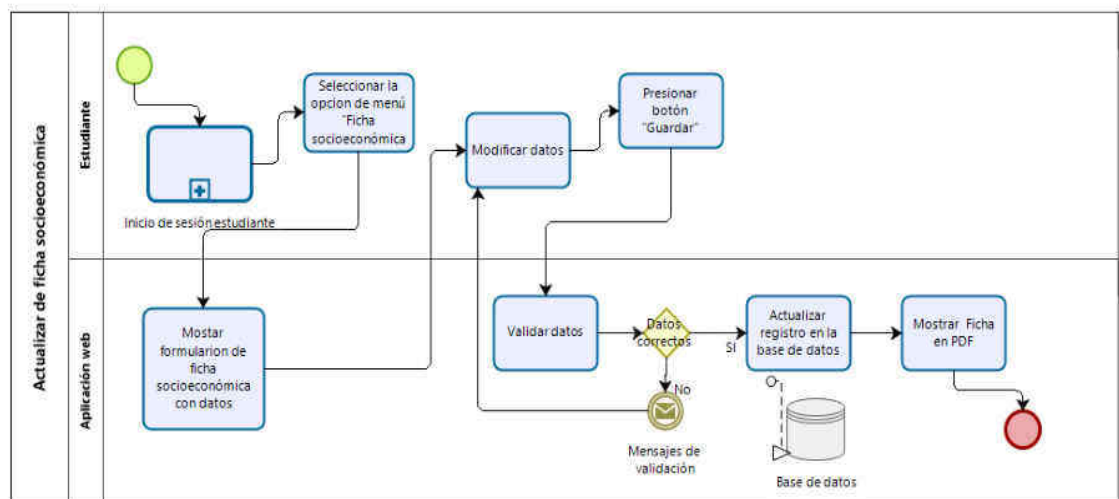 Actualizar de ficha socioeconómica
Estudiante
Inicio de sesión estudiante
Seleccionar la
opcion de menú
"Ficha
socioeconómica
Modificar datos
Presionar
botón
"Guardar"
Aplicación web
Mostar
formularion de
ficha
socioeconómica
con datos
Validar datos
Datos
correctos
SI
No
Mensajes de
validación
Actualizar
registro en la
base de datos
Base de datos
Mostrar Ficha
en PDF